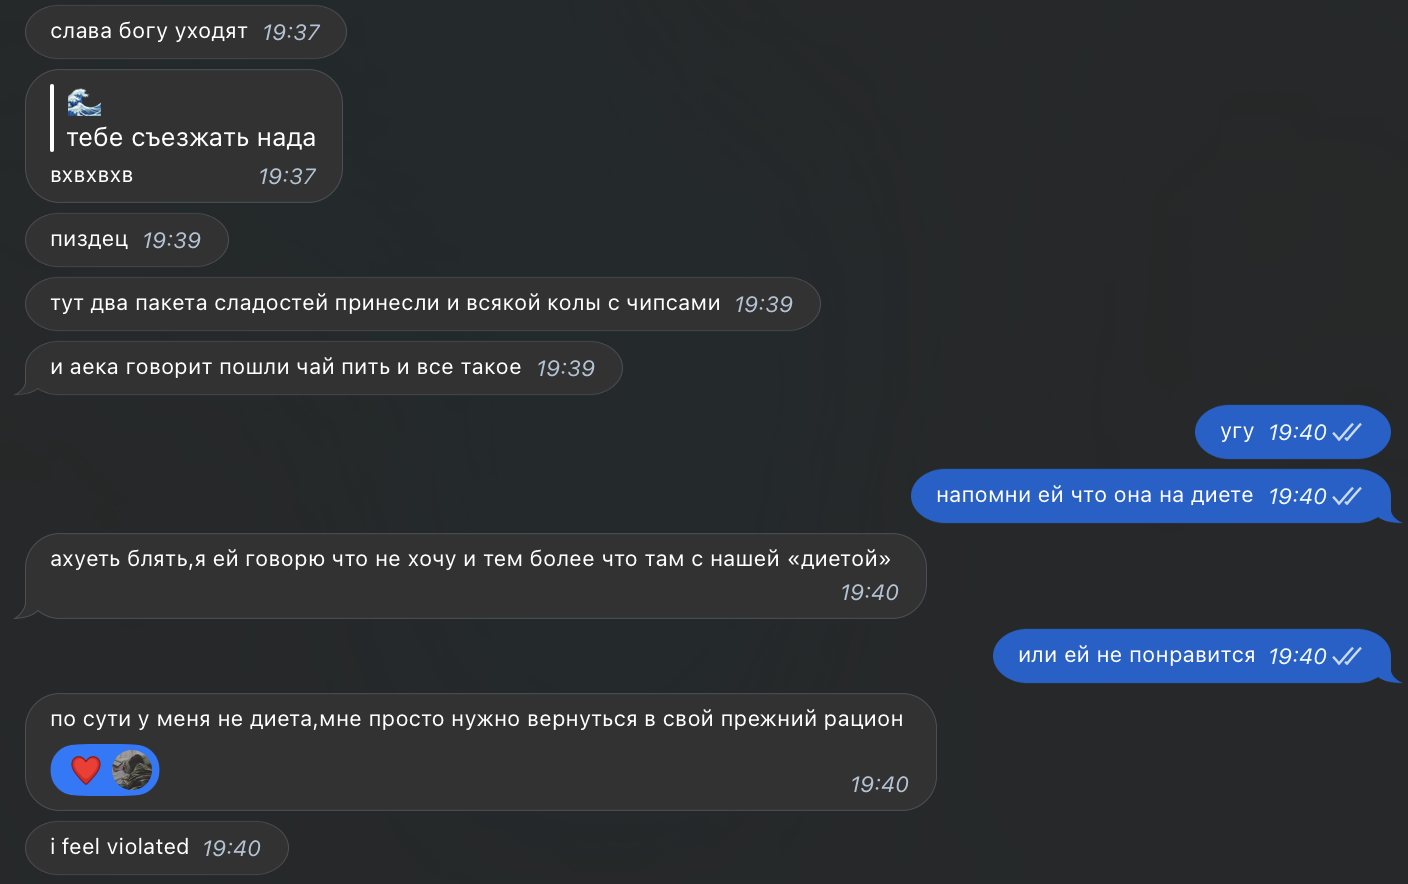 слава богу уходят 19:37
🌊
тебе съезжать нада
вхвхвхв 19:37
пиздец 19:39
тут два пакета сладостей принесли и всякой колы с чипсами 19:39
и аека говорит пошли чай пить и все такое 19:39
угу 19:40
напомни ей что она на диете 19:40
ахуеть блять,я ей говорю что не хочу и тем более что там с нашей «диетой»
19:40
или ей не понравится 19:40
по сути у меня не диета,мне просто нужно вернуться в свой прежний рацион
❤️
19:40
i feel violated 19:40